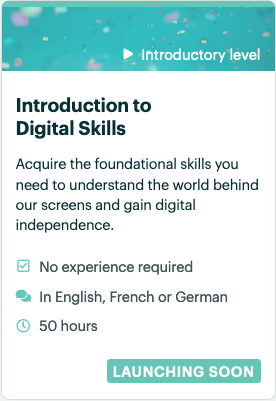 Introductory level
Introduction to
Digital Skills
Acquire the foundational skills you
need to understand the world behind
our screens and gain digital
independence.
No experience required
In English, French or German
50 hours
LAUNCHING SOON